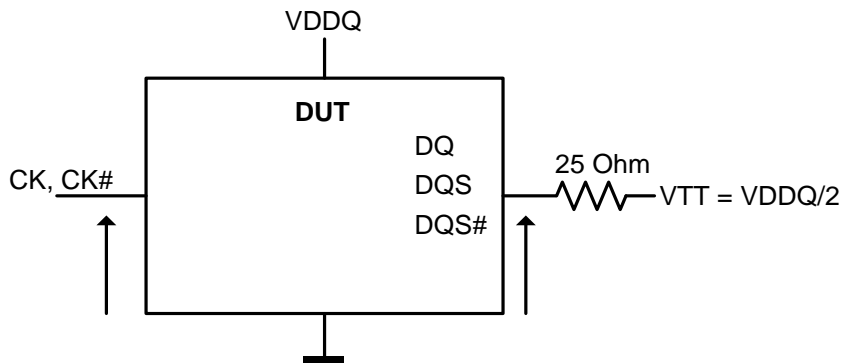 VDDQ
DUT
DQ
25 Ohm
CK, CK#
DQS
VTT = VDDQ/2
DQS#